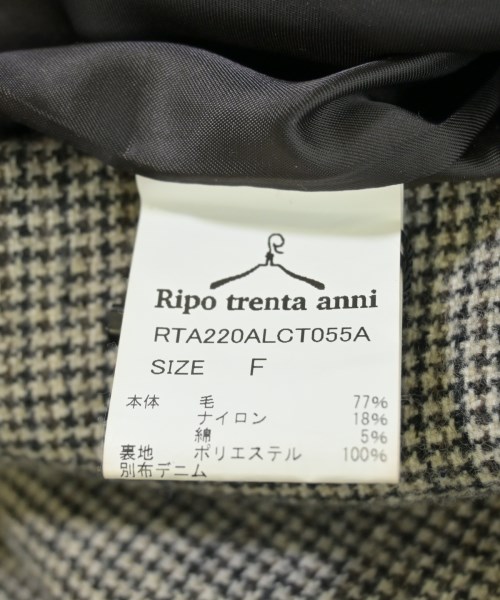 Ripo trenta anni
RTA220ALCT055A
SIZE F
本体 毛 77%
ナイロン 18%
綿 5%
裏地 ポリエステル 100%
別布デニム